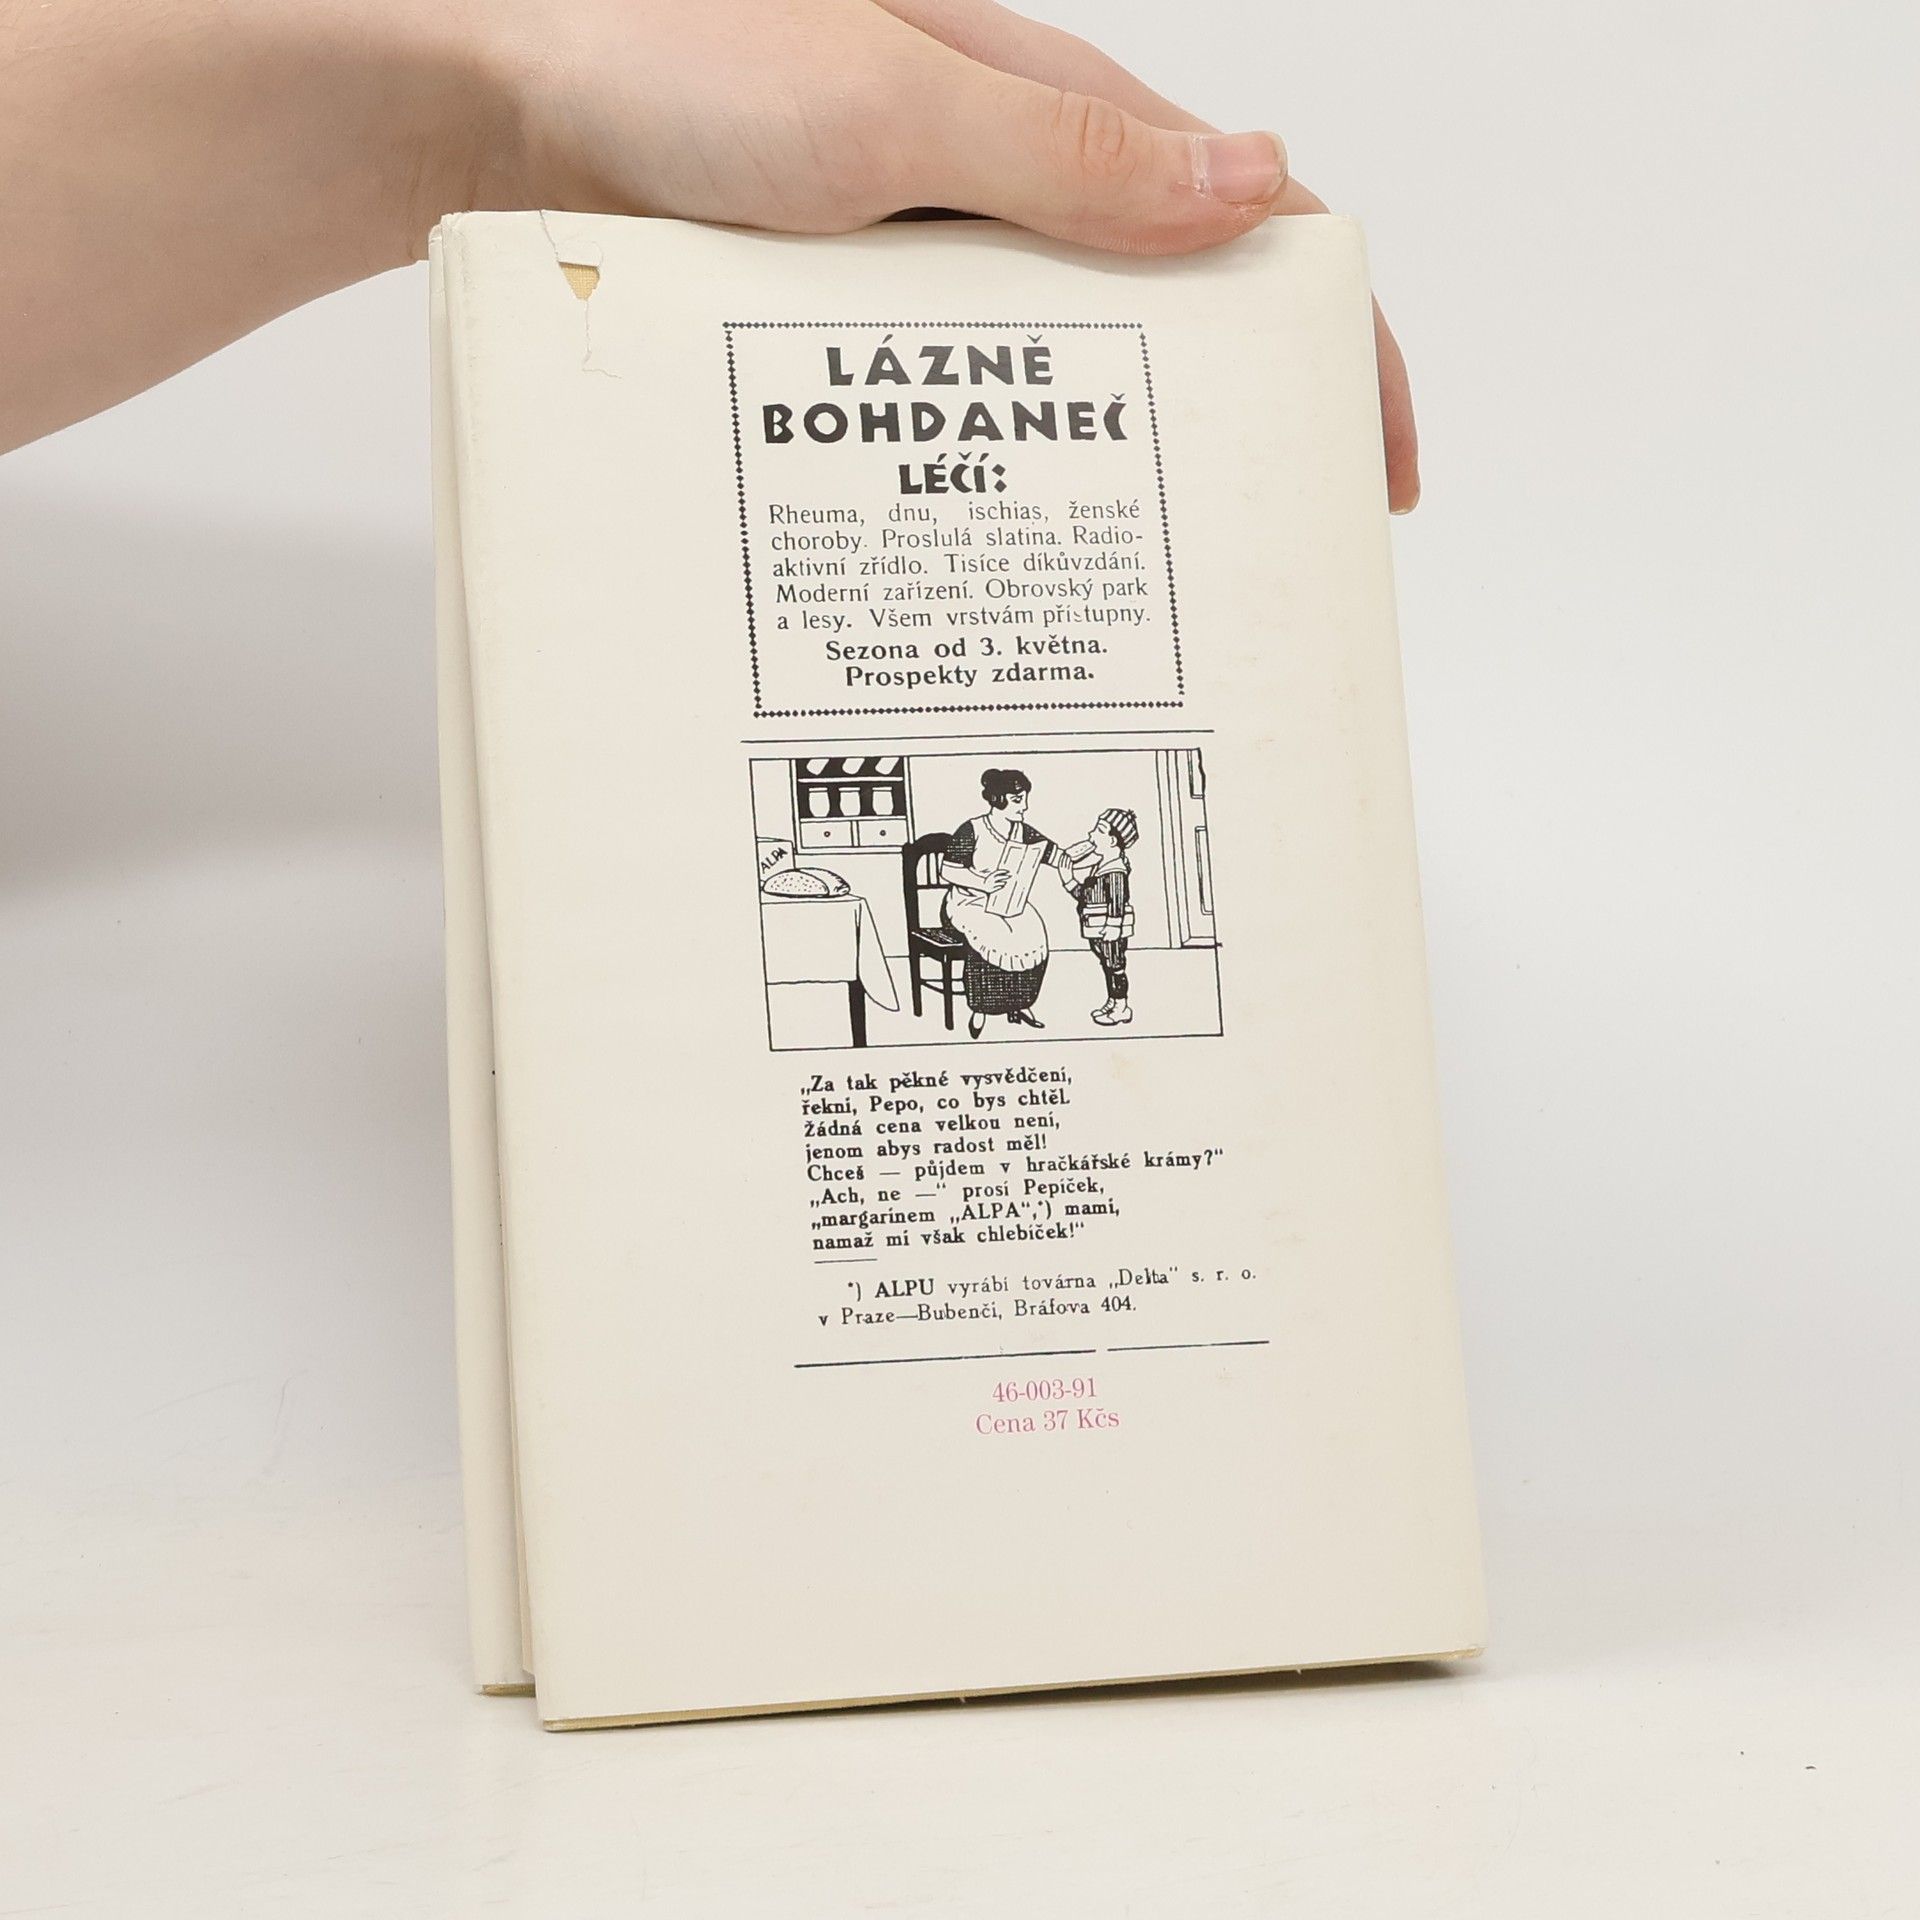 LÁZNĚ
BOHDANEČ
LÉČÍ:
Rheuma, dnu, ischias, ženské
choroby. Proslulá slatina. Radio-
aktivní zřídlo. Tisíce díkůvzdání.
Moderní zařízení. Obrovský park
a lesy. Všem vrstvám přístupny.
Sezona od 3. května.
Prospekty zdarma.
ALPA
„Za tak pěkné vysvědčení,
řekni, Pepo, co bys chtěl.
Žádná cena velkou není,
jenom abys radost měl!
Chceš — půjdem v hračkářské krámy?“
„Ach, ne —“ prosí Pepíček,
„margarinem „ALPA“,*) mami,
namaž mi však chlebíček!“
*) ALPU vyrábí továrna „Delta“ s. r. o.
v Praze—Bubenči, Bráfova 404.
46-003-91
Cena 37 Kčs